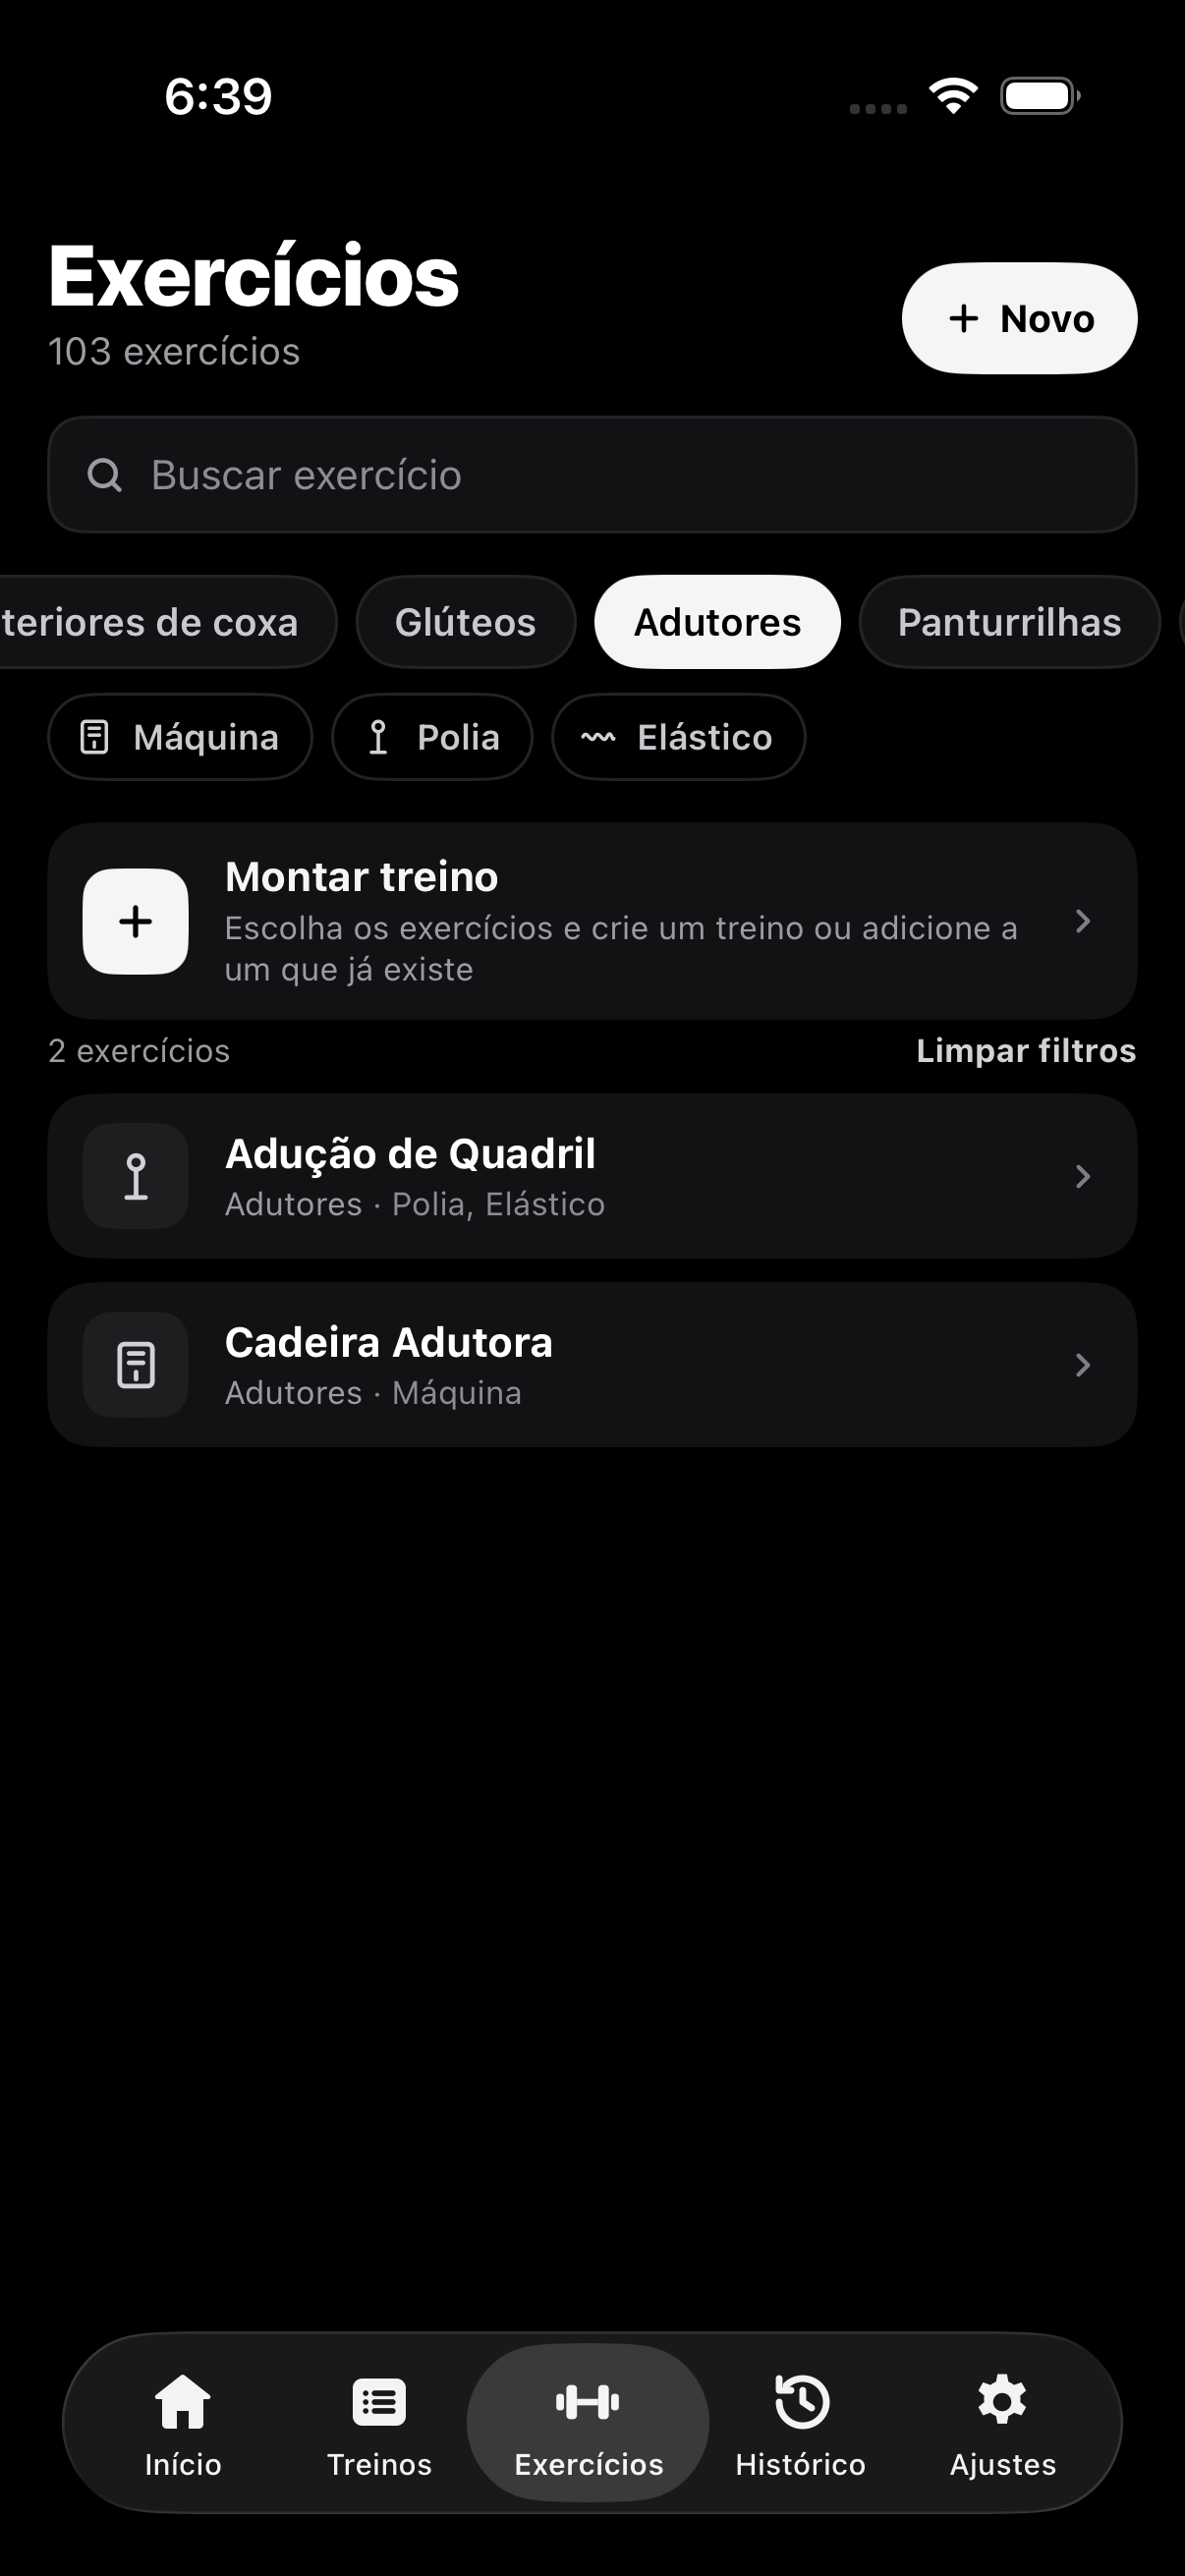 6:39
Exercícios
103 exercícios
+ Novo
Buscar exercício
teriores de coxa
Glúteos
Adutores
Panturrilhas
Máquina
Polia
Elástico
Montar treino
Escolha os exercícios e crie um treino ou adicione a
um que já existe
2 exercícios
Limpar filtros
Adução de Quadril
Adutores · Polia, Elástico
Cadeira Adutora
Adutores · Máquina
Início
Treinos
Exercícios
Histórico
Ajustes